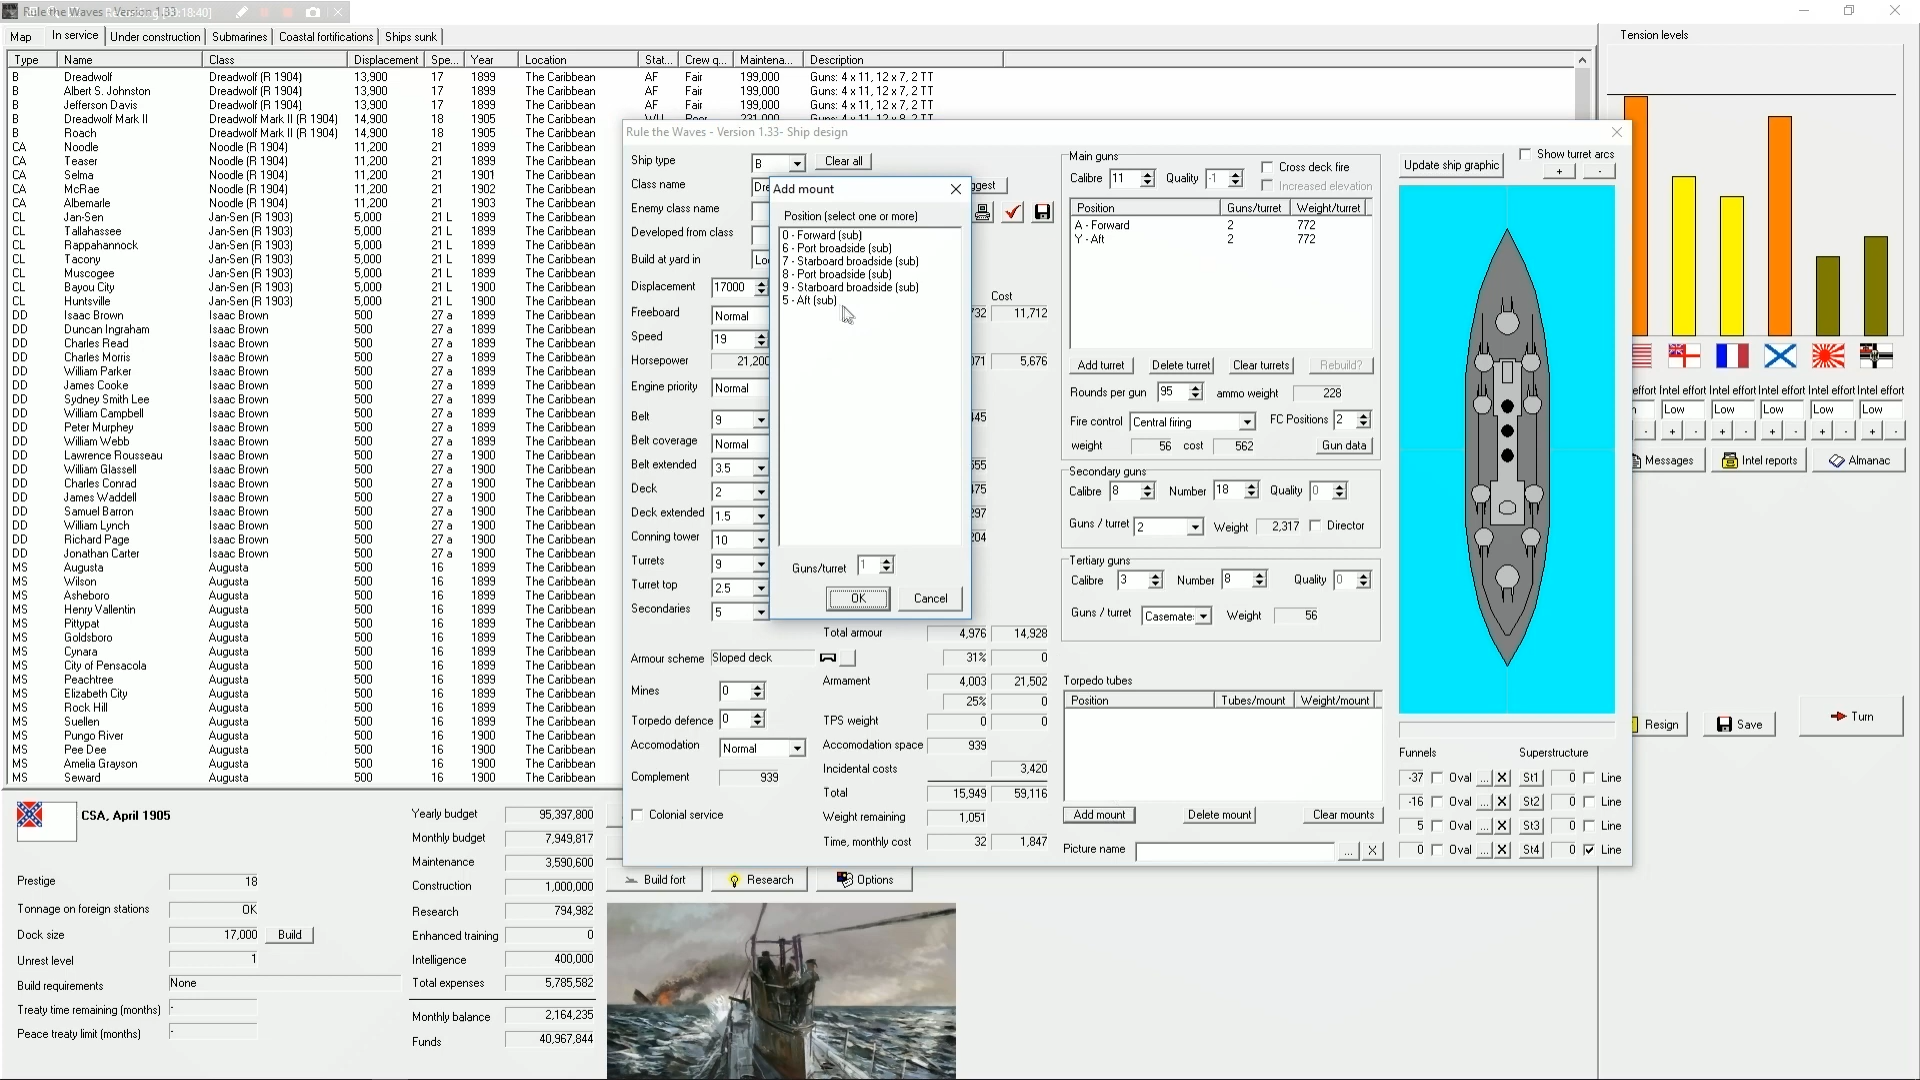 Rule the Waves - Version 1.33
Map In service Under construction Submarines Coastal fortifications Ships sunk
Type Name Class Displacement Spe... Year Location Stat... Crew q... Maintena... Description
B Dreadwolf Dreadwolf (R 1904) 13,900 17 1899 The Caribbean AF Fair 199,000 Guns: 4 x 11, 12 x 7, 2 TT
B Albert S. Johnston Dreadwolf (R 1904) 13,900 17 1899 The Caribbean AF Fair 199,000 Guns: 4 x 11, 12 x 7, 2 TT
B Jefferson Davis Dreadwolf (R 1904) 13,900 17 1899 The Caribbean AF Fair 199,000 Guns: 4 x 11, 12 x 7, 2 TT
B Dreadwolf Mark II Dreadwolf Mark II (R 1904) 14,900 18 1905 The Caribbean
B Roach Dreadwolf Mark II (R 1904) 14,900 18 1905 The Caribbean
CA Noodle Noodle (R 1904) 11,200 21 1899 The Caribbean
CA Teaser Noodle (R 1904) 11,200 21 1899 The Caribbean
CA Selma Noodle (R 1904) 11,200 21 1901 The Caribbean
CA McRae Noodle (R 1904) 11,200 21 1902 The Caribbean
CA Albemarle Noodle (R 1904) 11,200 21 1903 The Caribbean
CL Jan-Sen Jan-Sen (R 1903) 5,000 21 L 1899 The Caribbean
CL Tallahassee Jan-Sen (R 1903) 5,000 21 L 1899 The Caribbean
CL Rappahannock Jan-Sen (R 1903) 5,000 21 L 1899 The Caribbean
CL Tacony Jan-Sen (R 1903) 5,000 21 L 1899 The Caribbean
CL Muscogee Jan-Sen (R 1903) 5,000 21 L 1899 The Caribbean
CL Bayou City Jan-Sen (R 1903) 5,000 21 L 1900 The Caribbean
CL Huntsville Jan-Sen (R 1903) 5,000 21 L 1900 The Caribbean
DD Isaac Brown Isaac Brown 500 27 a 1899 The Caribbean
DD Duncan Ingraham Isaac Brown 500 27 a 1899 The Caribbean
DD Charles Read Isaac Brown 500 27 a 1899 The Caribbean
DD Charles Morris Isaac Brown 500 27 a 1899 The Caribbean
DD William Parker Isaac Brown 500 27 a 1899 The Caribbean
DD James Cooke Isaac Brown 500 27 a 1899 The Caribbean
DD Sydney Smith Lee Isaac Brown 500 27 a 1899 The Caribbean
DD William Campbell Isaac Brown 500 27 a 1899 The Caribbean
DD Peter Murphey Isaac Brown 500 27 a 1899 The Caribbean
DD William Webb Isaac Brown 500 27 a 1899 The Caribbean
DD Lawrence Rousseau Isaac Brown 500 27 a 1899 The Caribbean
DD William Glassell Isaac Brown 500 27 a 1900 The Caribbean
DD Charles Conrad Isaac Brown 500 27 a 1900 The Caribbean
DD James Waddell Isaac Brown 500 27 a 1900 The Caribbean
DD Samuel Barron Isaac Brown 500 27 a 1900 The Caribbean
DD William Lynch Isaac Brown 500 27 a 1900 The Caribbean
DD Richard Page Isaac Brown 500 27 a 1900 The Caribbean
DD Jonathan Carter Isaac Brown 500 27 a 1900 The Caribbean
MS Augusta Augusta 500 16 1899 The Caribbean
MS Wilson Augusta 500 16 1899 The Caribbean
MS Asheboro Augusta 500 16 1899 The Caribbean
MS Henry Vallentin Augusta 500 16 1899 The Caribbean
MS Pittypat Augusta 500 16 1899 The Caribbean
MS Goldsboro Augusta 500 16 1899 The Caribbean
MS Cynara Augusta 500 16 1899 The Caribbean
MS City of Pensacola Augusta 500 16 1899 The Caribbean
MS Peachtree Augusta 500 16 1899 The Caribbean
MS Elizabeth City Augusta 500 16 1899 The Caribbean
MS Rock Hill Augusta 500 16 1899 The Caribbean
MS Suellen Augusta 500 16 1899 The Caribbean
MS Pungo River Augusta 500 16 1899 The Caribbean
MS Pee Dee Augusta 500 16 1900 The Caribbean
MS Amelia Grayson Augusta 500 16 1900 The Caribbean
MS Seward Augusta 500 16 1900 The Caribbean
CSA, April 1905
Prestige 18
Tonnage on foreign stations OK
Dock size 17,000 Build
Unrest level 1
Build requirements None
Treaty time remaining (months) -
Peace treaty limit (months) -
Yearly budget 95,397,800
Monthly budget 7,949,817
Maintenance 3,590,600
Construction 1,000,000
Research 794,982
Enhanced training 0
Intelligence 400,000
Total expenses 5,785,582
Monthly balance 2,164,235
Funds 40,967,844
Build fort Research Options
Rule the Waves - Version 1.33- Ship design
Ship type B Clear all
Class name Dre
Enemy class name
Developed from class
Build at yard in Lo
Displacement 17000
Freeboard Normal
Speed 19
Horsepower 21,200
Engine priority Normal
Belt 9
Belt coverage Normal
Belt extended 3.5
Deck 2
Deck extended 1.5
Conning tower 10
Turrets 9
Turret top 2.5
Secondaries 5
Armour scheme Sloped deck
Mines 0
Torpedo defence 0
Accomodation Normal
Complement 939
Colonial service
Add mount
Position (select one or more)
0 - Forward (sub)
6 - Port broadside (sub)
7 - Starboard broadside (sub)
8 - Port broadside (sub)
9 - Starboard broadside (sub)
5 - Aft (sub)
Guns/turret 1
OK Cancel
ggest
Cost
732 11,712
071 5,676
Total armour 4,976 14,928
31% 0
Armament 4,003 21,502
25% 0
TPS weight 0 0
Accomodation space 939
Incidental costs 3,420
Total 15,949 59,116
Weight remaining 1,051
Time, monthly cost 32 1,847
Main guns
Calibre 11 Quality -1 Cross deck fire
Increased elevation
Position Guns/turret Weight/turret
A - Forward 2 772
Y - Aft 2 772
Add turret Delete turret Clear turrets Rebuild?
Rounds per gun 95 ammo weight 228
Fire control Central firing FC Positions 2
weight 56 cost 562 Gun data
Secondary guns
Calibre 8 Number 18 Quality 0
Guns / turret 2 Weight 2,317 Director
Tertiary guns
Calibre 3 Number 8 Quality 0
Guns / turret Casemate: Weight 56
Torpedo tubes
Position Tubes/mount Weight/mount
Add mount Delete mount Clear mounts
Picture name ... X
Update ship graphic Show turret arcs
+ -
Funnels Superstructure
-37 Oval ... X St1 0 Line
-16 Oval ... X St2 0 Line
5 Oval ... X St3 0 Line
0 Oval ... X St4 0 Line
Tension levels
effort Intel effort Intel effort Intel effort Intel effort Intel effort
Low Low Low Low Low
- + - + - + - + - + -
Messages Intel reports Almanac
Resign Save Turn